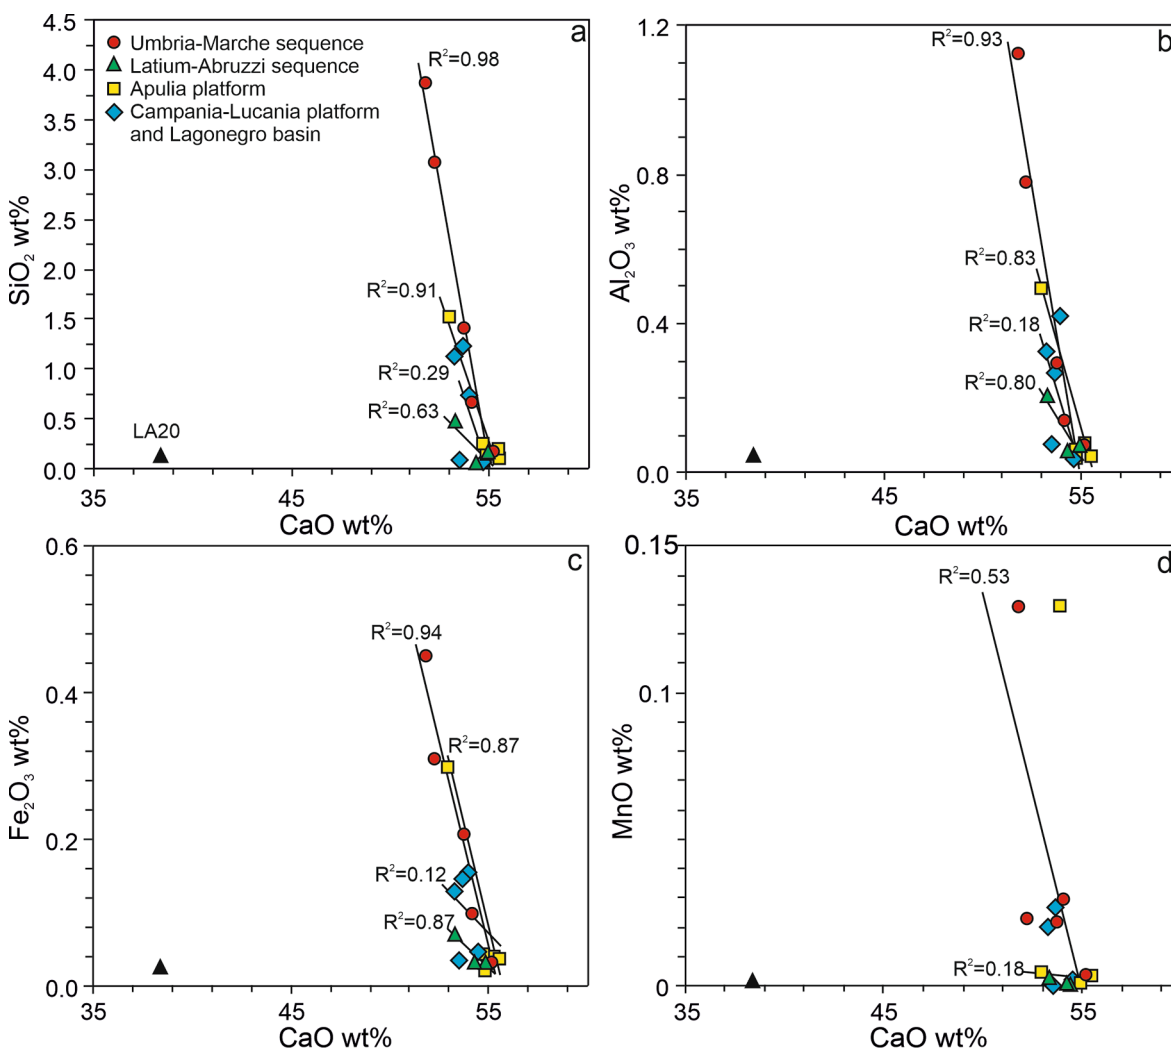 a
4.5
4.0
3.5
3.0
2.5
2.0
1.5
1.0
0.5
0.0
SiO₂ wt%
Umbria-Marche sequence
Latium-Abruzzi sequence
Apulia platform
Campania-Lucania platform
and Lagonegro basin
R²=0.98
R²=0.91
R²=0.29
R²=0.63
LA20
35
45
55
CaO wt%
b
1.2
0.8
0.4
0.0
Al₂O₃ wt%
R²=0.93
R²=0.83
R²=0.18
R²=0.80
35
45
55
CaO wt%
c
0.6
0.4
0.2
0.0
Fe₂O₃ wt%
R²=0.94
R²=0.87
R²=0.12
R²=0.87
35
45
55
CaO wt%
d
0.15
0.1
0
MnO wt%
R²=0.53
R²=0.18
35
45
55
CaO wt%